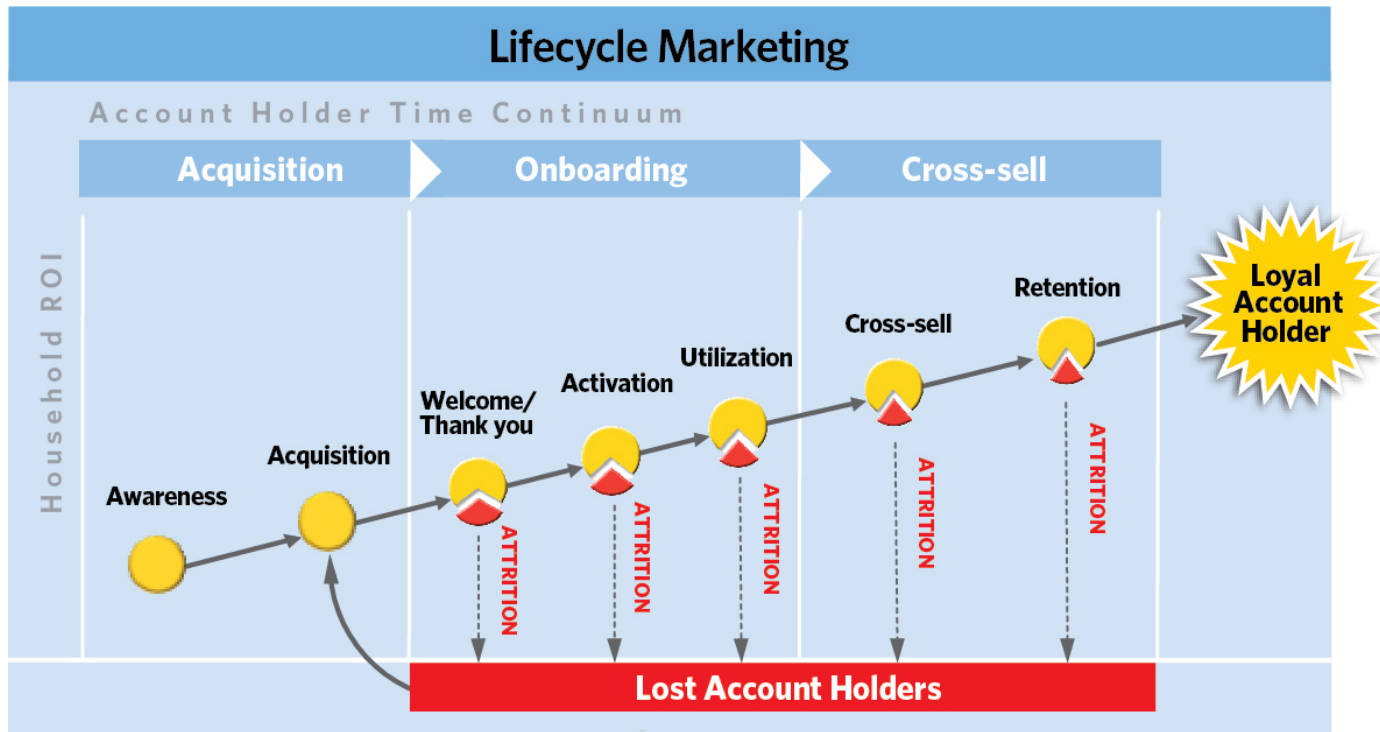 Lifecycle Marketing
Account Holder Time Continuum
Acquisition
Onboarding
Cross-sell
Household ROI
Awareness
Acquisition
Welcome/
Thank you
Activation
Utilization
Cross-sell
Retention
Loyal
Account
Holder
ATTRITION
ATTRITION
ATTRITION
ATTRITION
ATTRITION
Lost Account Holders